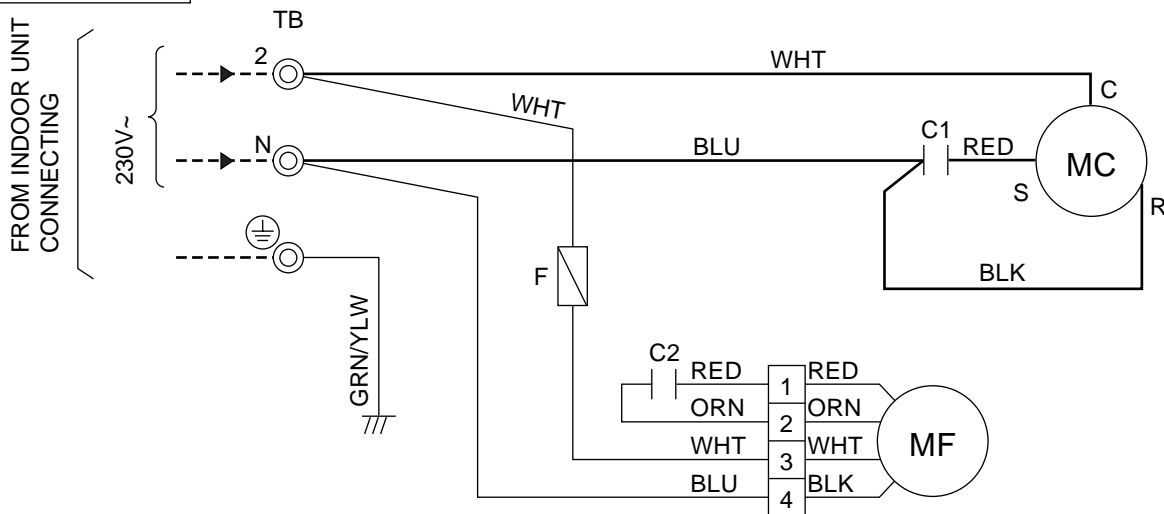 TB
FROM INDOOR UNIT
CONNECTING
230V~
2
WHT
C
WHT
N
BLU
C1
RED
MC
S
R
BLK
F
GRN/YLW
C2
RED
1
RED
ORN
2
ORN
MF
WHT
3
WHT
BLU
4
BLK